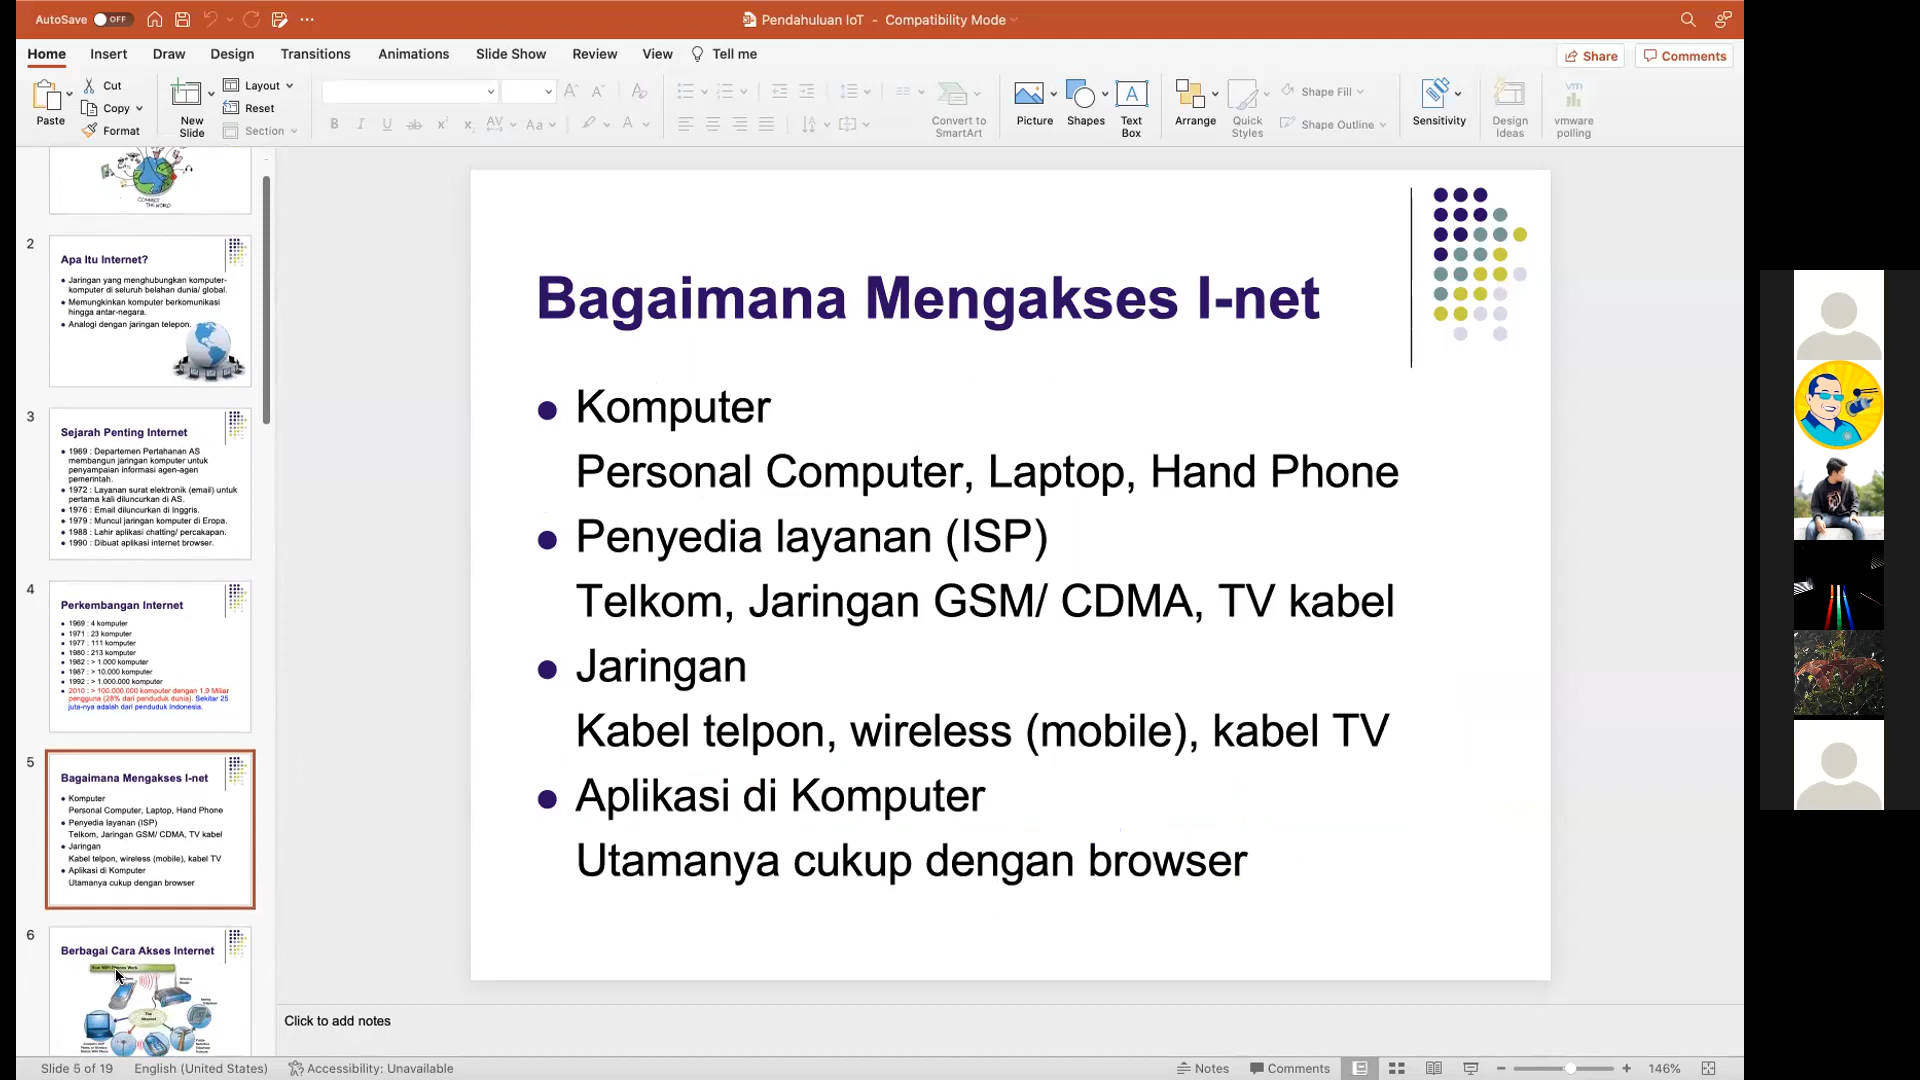 AutoSave OFF
Pendahuluan IoT - Compatibility Mode
Home Insert Draw Design Transitions Animations Slide Show Review View Tell me
Share Comments
Paste
Cut
Copy
Format
New Slide
Layout
Reset
Section
Convert to SmartArt
Picture
Shapes
Text Box
Arrange
Quick Styles
Shape Fill
Shape Outline
Sensitivity
Design Ideas
vmware polling
2
Apa Itu Internet?
Jaringan yang menghubungkan komputer-
komputer di seluruh belahan dunia/ global.
Memungkinkan komputer berkomunikasi
hingga antar-negara.
Analogi dengan jaringan telepon.
3
Sejarah Penting Internet
1969 : Departemen Pertahanan AS
membangun jaringan komputer untuk
penyampaian informasi agen-agen
pemerintah.
1972 : Layanan surat elektronik (email) untuk
pertama kali diluncurkan di AS.
1976 : Email diluncurkan di Inggris.
1979 : Muncul jaringan komputer di Eropa.
1988 : Lahir aplikasi chatting/ percakapan.
1990 : Dibuat aplikasi internet browser.
4
Perkembangan Internet
1969 : 4 komputer
1971 : 23 komputer
1977 : 111 komputer
1980 : 213 komputer
1982 : > 1.000 komputer
1987 : > 10.000 komputer
1992 : > 1.000.000 komputer
2010 : > 100.000.000 komputer dengan 1,9 Miliar
pengguna (28% dari penduduk dunia). Sekitar 25
juta-nya adalah dari penduduk Indonesia.
5
Bagaimana Mengakses I-net
Komputer
Personal Computer, Laptop, Hand Phone
Penyedia layanan (ISP)
Telkom, Jaringan GSM/ CDMA, TV kabel
Jaringan
Kabel telpon, wireless (mobile), kabel TV
Aplikasi di Komputer
Utamanya cukup dengan browser
6
Berbagai Cara Akses Internet
Bagaimana Mengakses I-net
Komputer
Personal Computer, Laptop, Hand Phone
Penyedia layanan (ISP)
Telkom, Jaringan GSM/ CDMA, TV kabel
Jaringan
Kabel telpon, wireless (mobile), kabel TV
Aplikasi di Komputer
Utamanya cukup dengan browser
Click to add notes
Slide 5 of 19 English (United States) Accessibility: Unavailable
Notes Comments 146%